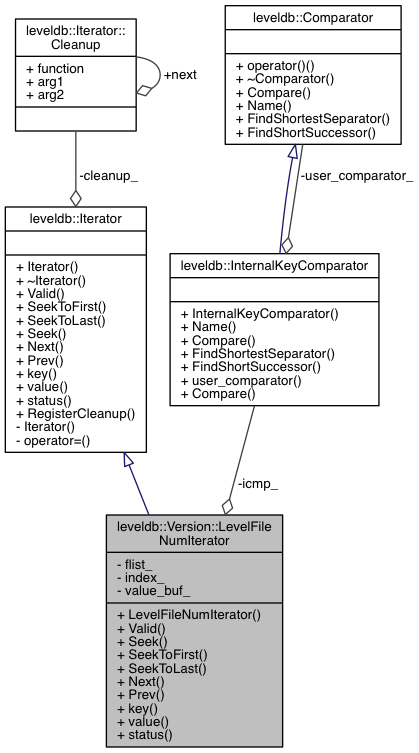 leveldb::Iterator::
Cleanup
+ function
+ arg1
+ arg2
+next
leveldb::Comparator
+ operator()()
+ ~Comparator()
+ Compare()
+ Name()
+ FindShortestSeparator()
+ FindShortSuccessor()
-cleanup_
-user_comparator_
leveldb::Iterator
+ Iterator()
+ ~Iterator()
+ Valid()
+ SeekToFirst()
+ SeekToLast()
+ Seek()
+ Next()
+ Prev()
+ key()
+ value()
+ status()
+ RegisterCleanup()
- Iterator()
- operator=()
leveldb::InternalKeyComparator
+ InternalKeyComparator()
+ Name()
+ Compare()
+ FindShortestSeparator()
+ FindShortSuccessor()
+ user_comparator()
+ Compare()
-icmp_
leveldb::Version::LevelFile
NumIterator
- flist_
- index_
- value_buf_
+ LevelFileNumIterator()
+ Valid()
+ Seek()
+ SeekToFirst()
+ SeekToLast()
+ Next()
+ Prev()
+ key()
+ value()
+ status()